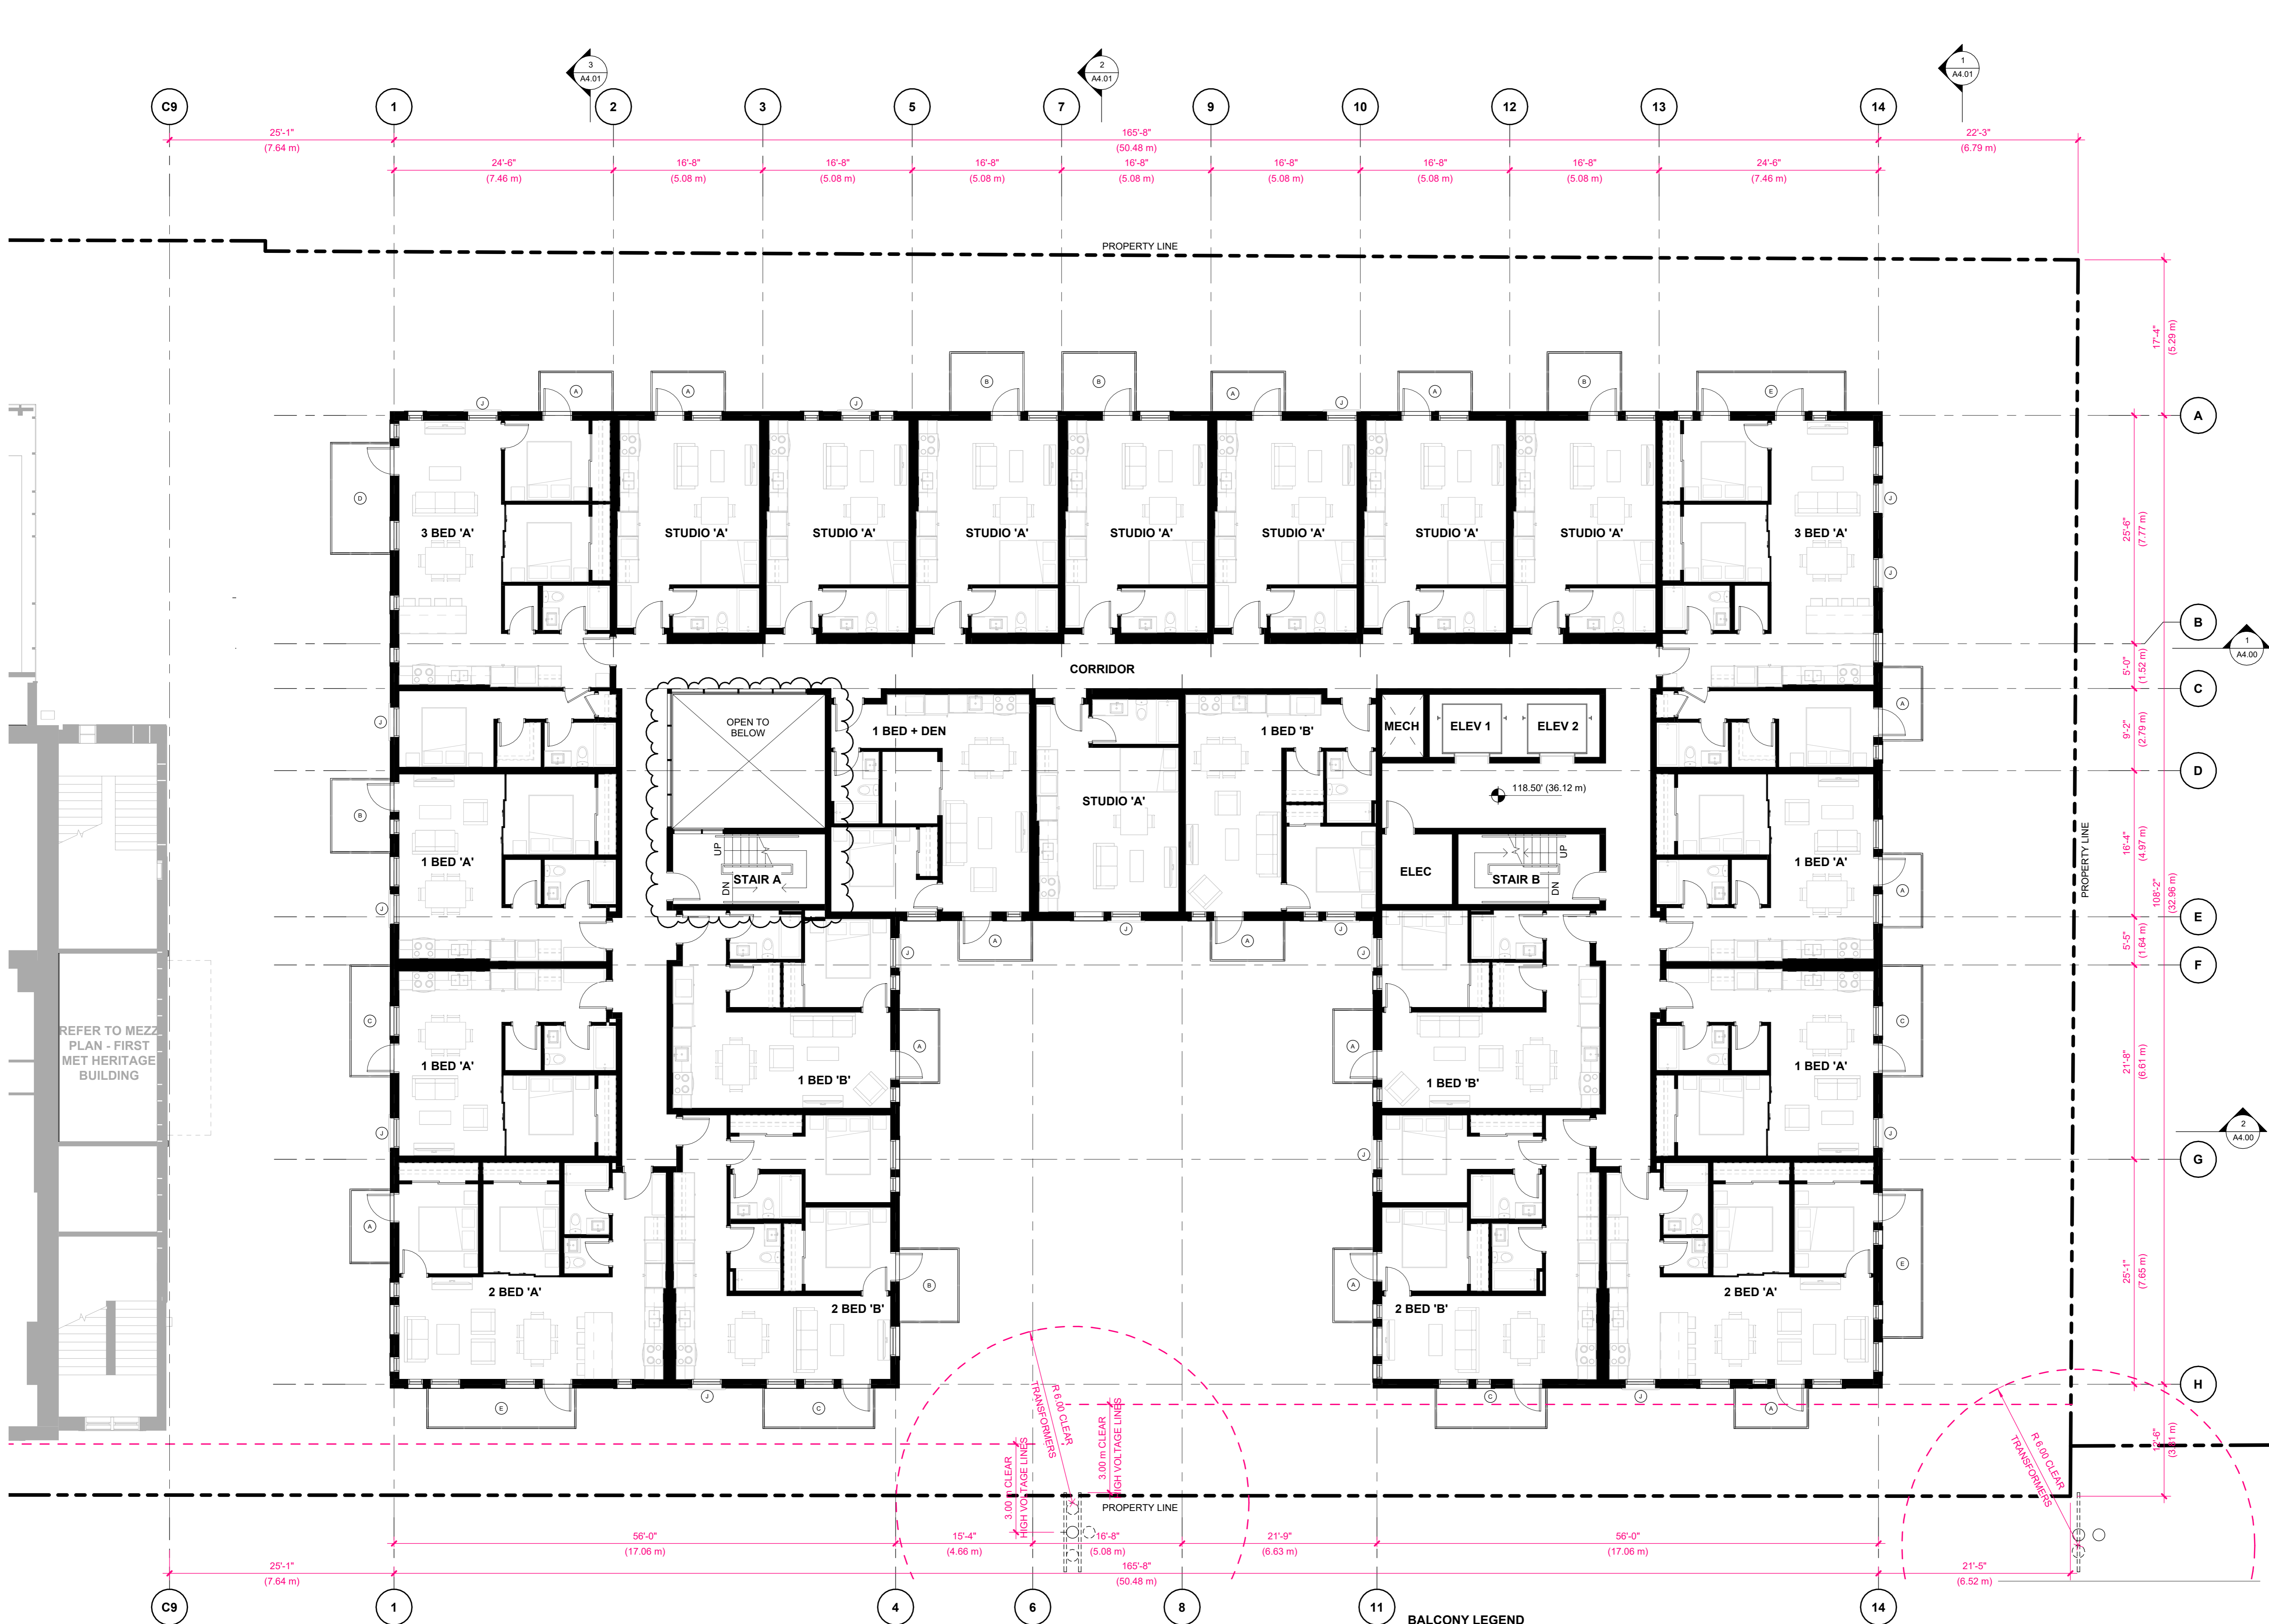 3
A4.01
2
A4.01
1
A4.01
C9
1
2
3
5
7
9
10
12
13
14
25'-1"
(7.64 m)
165'-8"
(50.48 m)
22'-3"
(6.79 m)
24'-6"
(7.46 m)
16'-8"
(5.08 m)
16'-8"
(5.08 m)
16'-8"
(5.08 m)
16'-8"
(5.08 m)
16'-8"
(5.08 m)
16'-8"
(5.08 m)
16'-8"
(5.08 m)
24'-6"
(7.46 m)
PROPERTY LINE
17'-4"
(5.29 m)
A
A
B
B
A
A
B
E
J
J
J
A
D
J
3 BED 'A'
STUDIO 'A'
STUDIO 'A'
STUDIO 'A'
STUDIO 'A'
STUDIO 'A'
STUDIO 'A'
STUDIO 'A'
3 BED 'A'
25'-6"
(7.77 m)
J
B
1
A4.00
CORRIDOR
5'-0"
(1.52 m)
C
A
J
OPEN TO
BELOW
1 BED + DEN
1 BED 'B'
MECH
ELEV 1
ELEV 2
9'-2"
(2.79 m)
D
118.50' (36.12 m)
STUDIO 'A'
B
PROPERTY LINE
16'-4"
(4.97 m)
1 BED 'A'
UP
DN
STAIR A
ELEC
STAIR B
UP
DN
1 BED 'A'
A
108'-2"
(32.96 m)
J
E
J
A
J
A
J
J
5'-5"
(1.64 m)
F
C
REFER TO MEZZ
PLAN - FIRST
MET HERITAGE
BUILDING
1 BED 'A'
1 BED 'B'
A
A
1 BED 'B'
1 BED 'A'
C
21'-8"
(6.61 m)
J
J
J
2
A4.00
G
A
25'-1"
(7.65 m)
2 BED 'A'
2 BED 'B'
B
A
2 BED 'B'
2 BED 'A'
E
H
E
J
C
C
J
A
R 6.00 CLEAR
TRANSFORMERS
3.00 m CLEAR
HIGH VOLTAGE LINES
3.00 m CLEAR
HIGH VOLTAGE LINES
R 6.00 CLEAR
TRANSFORMERS
12'-6"
(3.81 m)
PROPERTY LINE
56'-0"
(17.06 m)
15'-4"
(4.66 m)
16'-8"
(5.08 m)
21'-9"
(6.63 m)
56'-0"
(17.06 m)
25'-1"
(7.64 m)
165'-8"
(50.48 m)
21'-5"
(6.52 m)
C9
1
4
6
8
11
14
BALCONY LEGEND